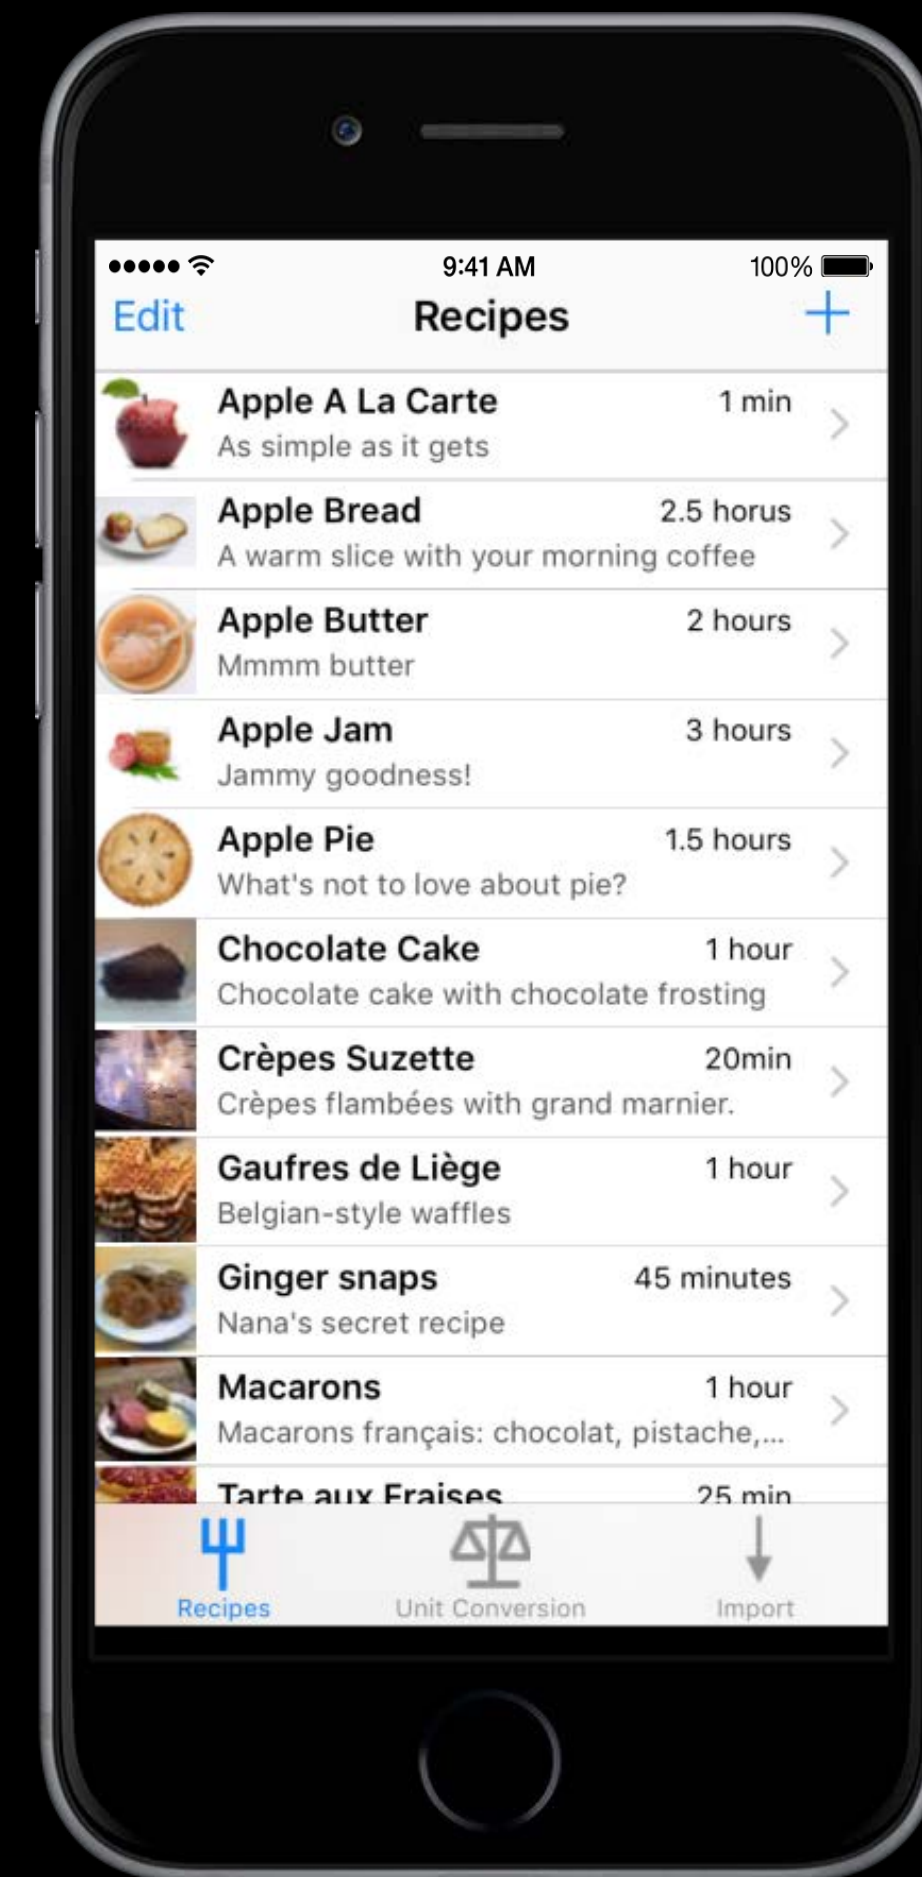 9:41 AM 100%
Edit Recipes +
Apple A La Carte 1 min
As simple as it gets
Apple Bread 2.5 horus
A warm slice with your morning coffee
Apple Butter 2 hours
Mmmm butter
Apple Jam 3 hours
Jammy goodness!
Apple Pie 1.5 hours
What's not to love about pie?
Chocolate Cake 1 hour
Chocolate cake with chocolate frosting
Crèpes Suzette 20min
Crèpes flambées with grand marnier.
Gaufres de Liège 1 hour
Belgian-style waffles
Ginger snaps 45 minutes
Nana's secret recipe
Macarons 1 hour
Macarons français: chocolat, pistache,...
Tarte aux Fraises 25 min
Recipes Unit Conversion Import